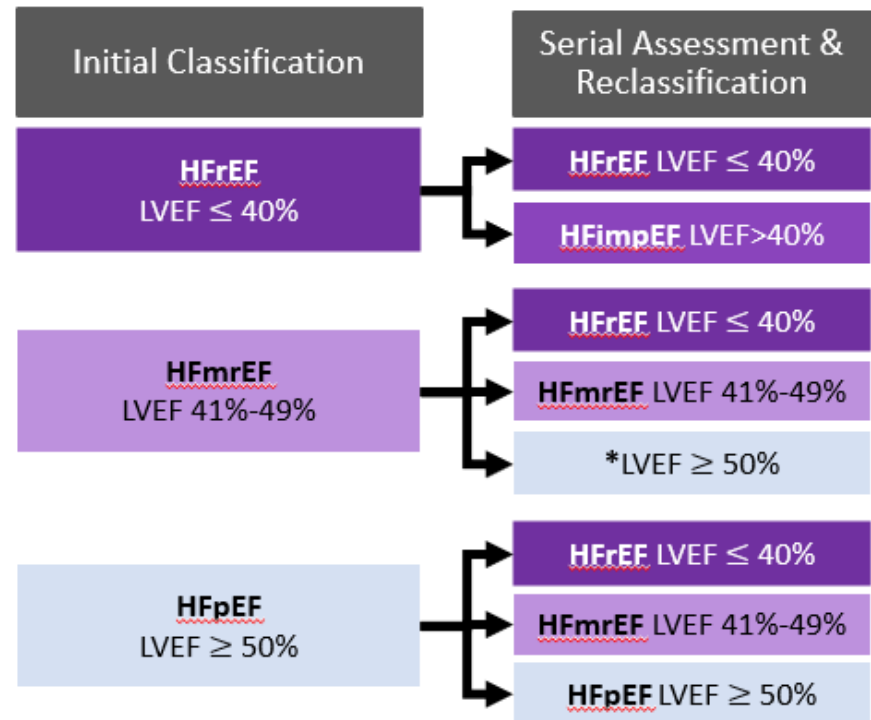 Initial Classification
Serial Assessment &
Reclassification
HFrEF
LVEF ≤ 40%
HFrEF LVEF ≤ 40%
HFimpEF LVEF>40%
HFmrEF
LVEF 41%-49%
HFrEF LVEF ≤ 40%
HFmrEF LVEF 41%-49%
*LVEF ≥ 50%
HFpEF
LVEF ≥ 50%
HFrEF LVEF ≤ 40%
HFmrEF LVEF 41%-49%
HFpEF LVEF ≥ 50%